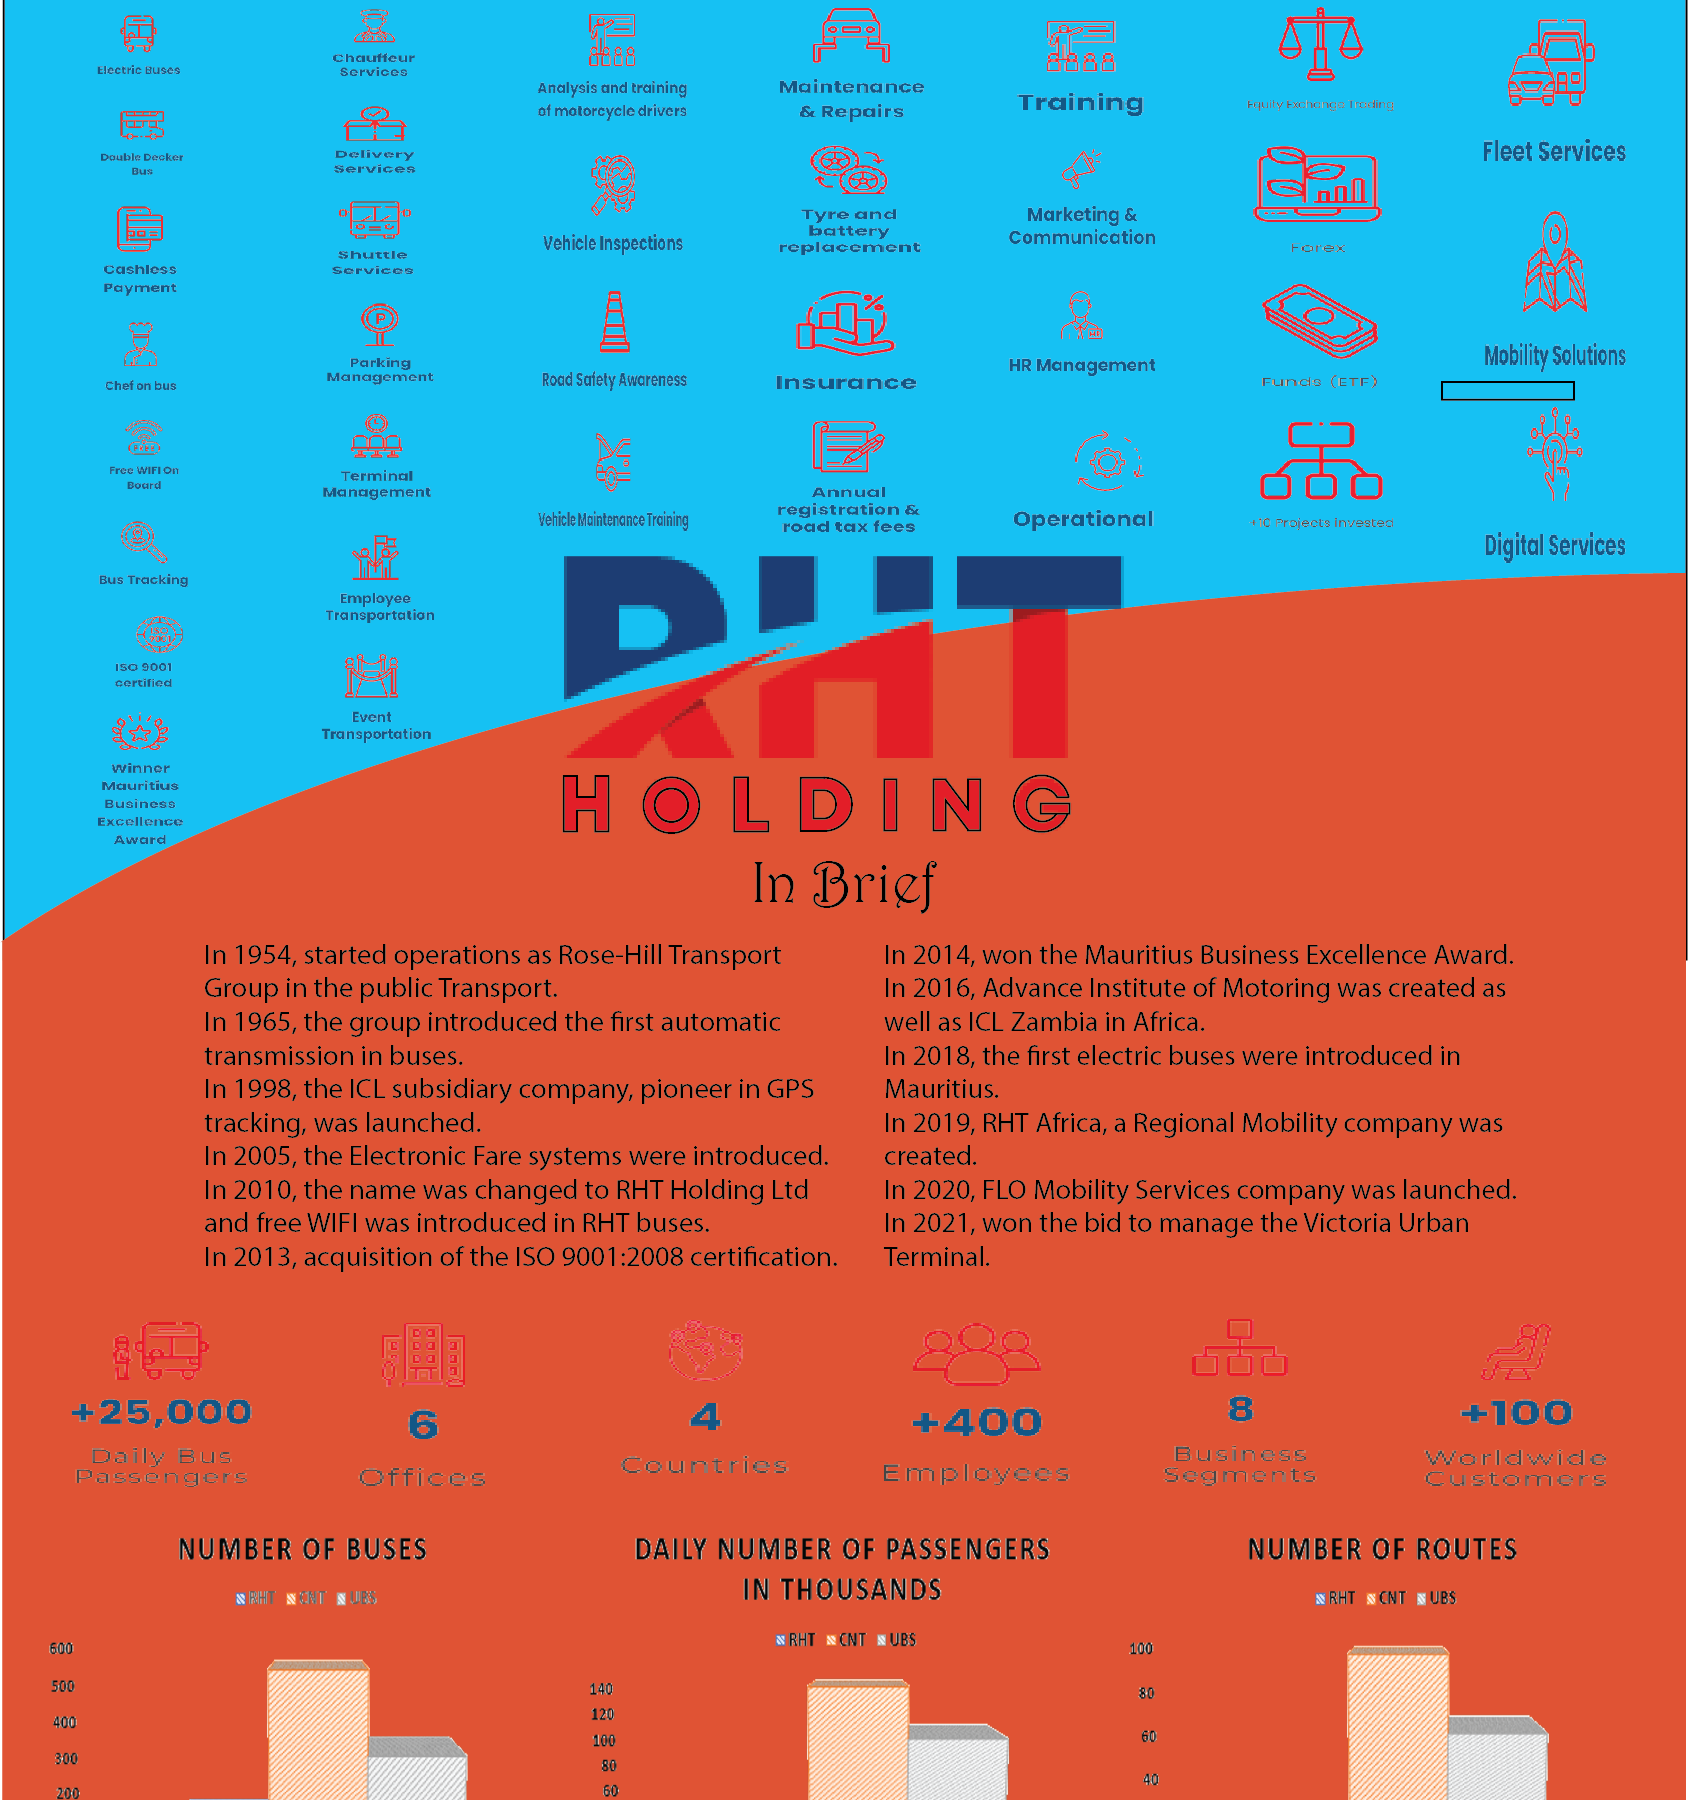 Electric Buses
Double Decker
Bus
Cashless
Payment
Chef on bus
Free WIFI On
Board
Bus Tracking
ISO 9001
certified
Winner
Mauritius
Business
Excellence
Award
Chauffeur
Services
Delivery
Services
Shuttle
Services
P
Parking
Management
Terminal
Management
Employee
Transportation
Event
Transportation
Analysis and training
of motorcycle drivers
Vehicle Inspections
Road Safety Awareness
Vehicle Maintenance Training
Maintenance
& Repairs
Tyre and
battery
replacement
%
Insurance
Annual
registration &
road tax fees
Training
Marketing &
Communication
HR Management
Operational
Equity Exchange Trading
Forex
Funds (ETF)
+10 Projects invested
Fleet Services
Mobility Solutions
Digital Services
RHT
HOLDING
In Brief
In 1954, started operations as Rose-Hill Transport
Group in the public Transport.
In 1965, the group introduced the first automatic
transmission in buses.
In 1998, the ICL subsidiary company, pioneer in GPS
tracking, was launched.
In 2005, the Electronic Fare systems were introduced.
In 2010, the name was changed to RHT Holding Ltd
and free WIFI was introduced in RHT buses.
In 2013, acquisition of the ISO 9001:2008 certification.
In 2014, won the Mauritius Business Excellence Award.
In 2016, Advance Institute of Motoring was created as
well as ICL Zambia in Africa.
In 2018, the first electric buses were introduced in
Mauritius.
In 2019, RHT Africa, a Regional Mobility company was
created.
In 2020, FLO Mobility Services company was launched.
In 2021, won the bid to manage the Victoria Urban
Terminal.
+25,000
Daily Bus
Passengers
6
Offices
4
Countries
+400
Employees
8
Business
Segments
+100
Worldwide
Customers
NUMBER OF BUSES
RHT CNT UBS
600
500
400
300
200
DAILY NUMBER OF PASSENGERS
IN THOUSANDS
RHT CNT UBS
140
120
100
80
60
NUMBER OF ROUTES
RHT CNT UBS
100
80
60
40